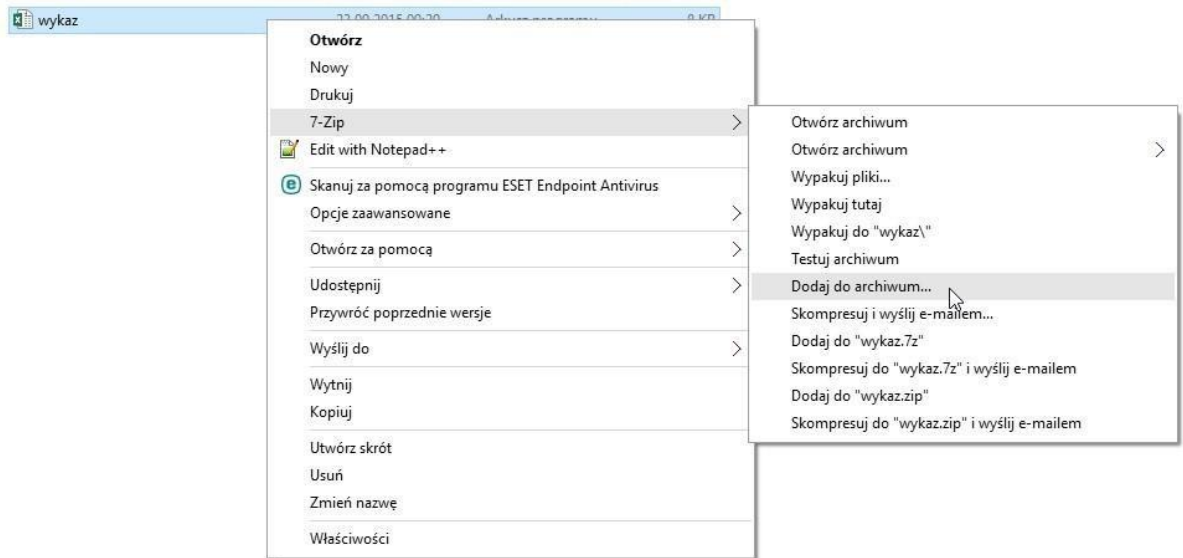 wykaz
Otwórz
Nowy
Drukuj
7-Zip
Edit with Notepad++
Skanuj za pomocą programu ESET Endpoint Antivirus
Opcje zaawansowane
Otwórz za pomocą
Udostępnij
Przywróć poprzednie wersje
Wyślij do
Wytnij
Kopiuj
Utwórz skrót
Usuń
Zmień nazwę
Właściwości
Otwórz archiwum
Otwórz archiwum
Wypakuj pliki...
Wypakuj tutaj
Wypakuj do "wykaz\"
Testuj archiwum
Dodaj do archiwum...
Skompresuj i wyślij e-mailem...
Dodaj do "wykaz.7z"
Skompresuj do "wykaz.7z" i wyślij e-mailem
Dodaj do "wykaz.zip"
Skompresuj do "wykaz.zip" i wyślij e-mailem